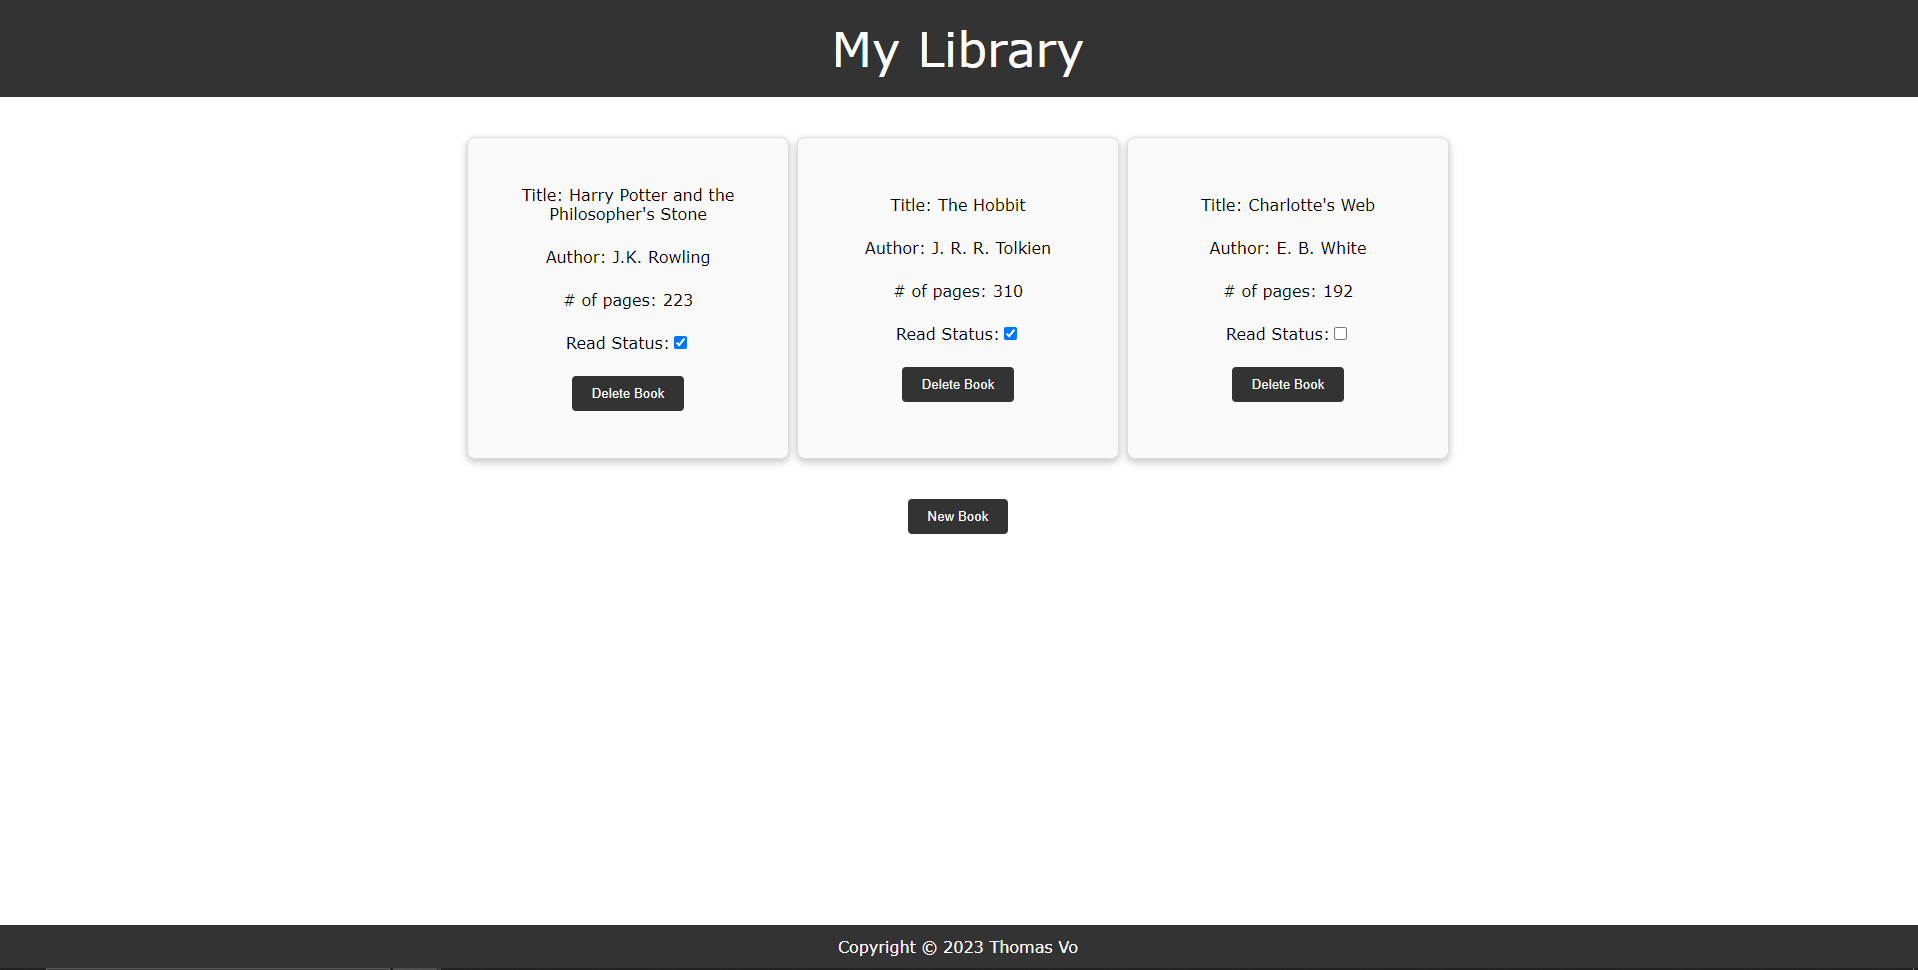 My Library
Title: Harry Potter and the
Philosopher's Stone
Author: J.K. Rowling
# of pages: 223
Read Status:
Delete Book
Title: The Hobbit
Author: J. R. R. Tolkien
# of pages: 310
Read Status:
Delete Book
Title: Charlotte's Web
Author: E. B. White
# of pages: 192
Read Status:
Delete Book
New Book
Copyright © 2023 Thomas Vo